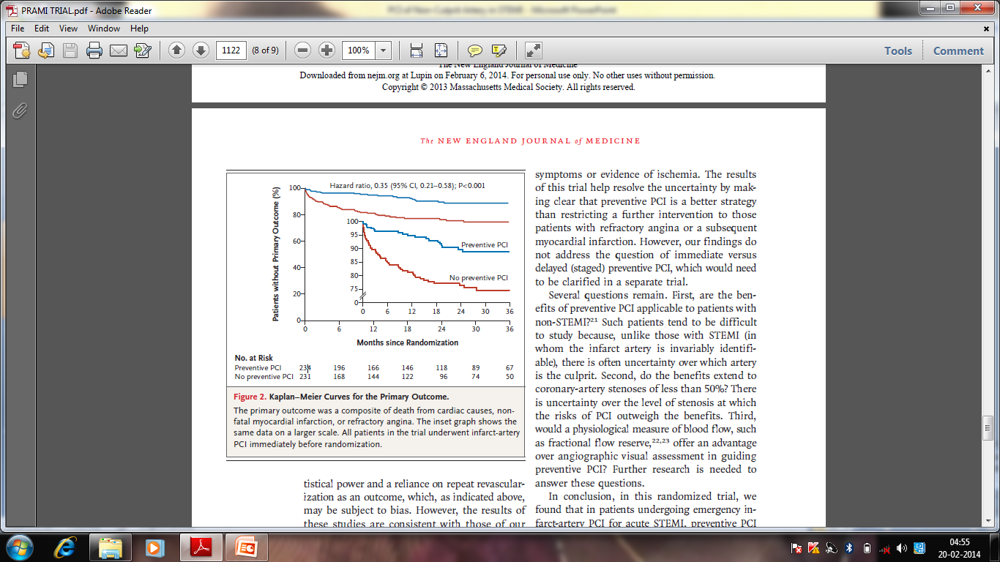 PRAMI TRIAL.pdf - Adobe Reader
PCI of Non Culprit Artery in STEMI - Microsoft PowerPoint
File Edit View Window Help
1122 (8 of 9) 100% Tools Comment
The New England Journal of Medicine
Downloaded from nejm.org at Lupin on February 6, 2014. For personal use only. No other uses without permission.
Copyright © 2013 Massachusetts Medical Society. All rights reserved.
The NEW ENGLAND JOURNAL of MEDICINE
Patients without Primary Outcome (%)
100
80
60
40
20
0
Hazard ratio, 0.35 (95% CI, 0.21–0.58); P<0.001
100
95
90
85
80
75
0
Preventive PCI
No preventive PCI
0 6 12 18 24 30 36
0 6 12 18 24 30 36
Months since Randomization
No. at Risk
Preventive PCI 234 196 166 146 118 89 67
No preventive PCI 231 168 144 122 96 74 50
Figure 2. Kaplan–Meier Curves for the Primary Outcome.
The primary outcome was a composite of death from cardiac causes, non-
fatal myocardial infarction, or refractory angina. The inset graph shows the
same data on a larger scale. All patients in the trial underwent infarct-artery
PCI immediately before randomization.
tistical power and a reliance on repeat revascular-
ization as an outcome, which, as indicated above,
may be subject to bias. However, the results of
these studies are consistent with those of our
symptoms or evidence of ischemia. The results
of this trial help resolve the uncertainty by mak-
ing clear that preventive PCI is a better strategy
than restricting a further intervention to those
patients with refractory angina or a subsequent
myocardial infarction. However, our findings do
not address the question of immediate versus
delayed (staged) preventive PCI, which would need
to be clarified in a separate trial.
Several questions remain. First, are the ben-
efits of preventive PCI applicable to patients with
non-STEMI?21 Such patients tend to be difficult
to study because, unlike those with STEMI (in
whom the infarct artery is invariably identifi-
able), there is often uncertainty over which artery
is the culprit. Second, do the benefits extend to
coronary-artery stenoses of less than 50%? There
is uncertainty over the level of stenosis at which
the risks of PCI outweigh the benefits. Third,
would a physiological measure of blood flow, such
as fractional flow reserve,22,23 offer an advantage
over angiographic visual assessment in guiding
preventive PCI? Further research is needed to
answer these questions.
In conclusion, in this randomized trial, we
found that in patients undergoing emergency in-
farct-artery PCI for acute STEMI, preventive PCI
04:55
20-02-2014